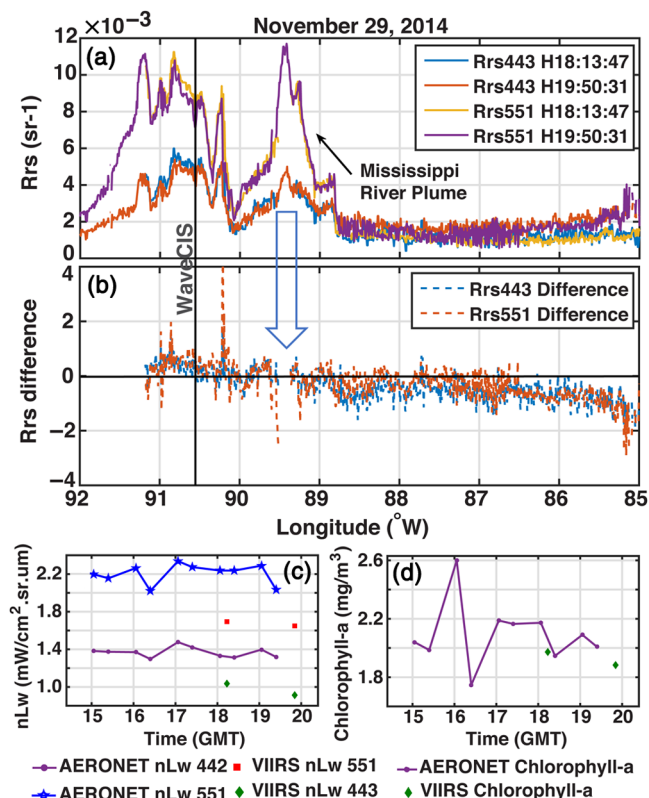 ×10⁻³ November 29, 2014
(a)
Rrs (sr-1)
12
10
8
6
4
2
0
Rrs443 H18:13:47
Rrs443 H19:50:31
Rrs551 H18:13:47
Rrs551 H19:50:31
Mississippi
River Plume
WaveCIS
(b)
Rrs difference
4
2
0
−2
−4
Rrs443 Difference
Rrs551 Difference
92 91 90 89 88 87 86 85
Longitude (°W)
(c)
nLw (mW/cm².sr.um)
2.2
1.8
1.4
1.0
15 16 17 18 19 20
Time (GMT)
(d)
Chlorophyll-a (mg/m³)
2.6
2.2
1.8
15 16 17 18 19 20
Time (GMT)
AERONET nLw 442 VIIRS nLw 551 AERONET Chlorophyll-a
AERONET nLw 551 VIIRS nLw 443 VIIRS Chlorophyll-a